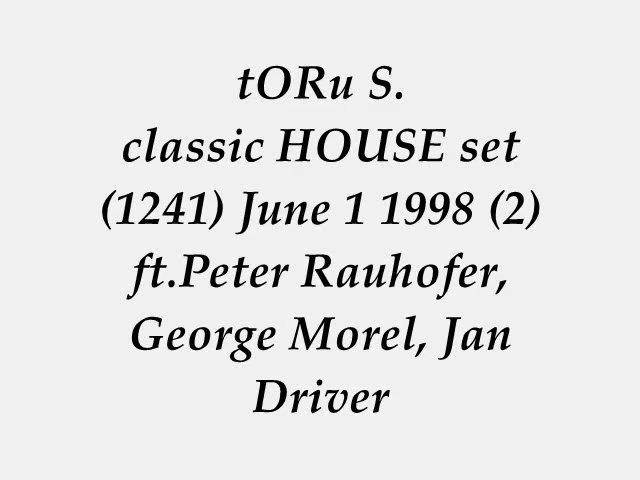 tORu S.
classic HOUSE set
(1241) June 1 1998 (2)
ft.Peter Rauhofer,
George Morel, Jan
Driver